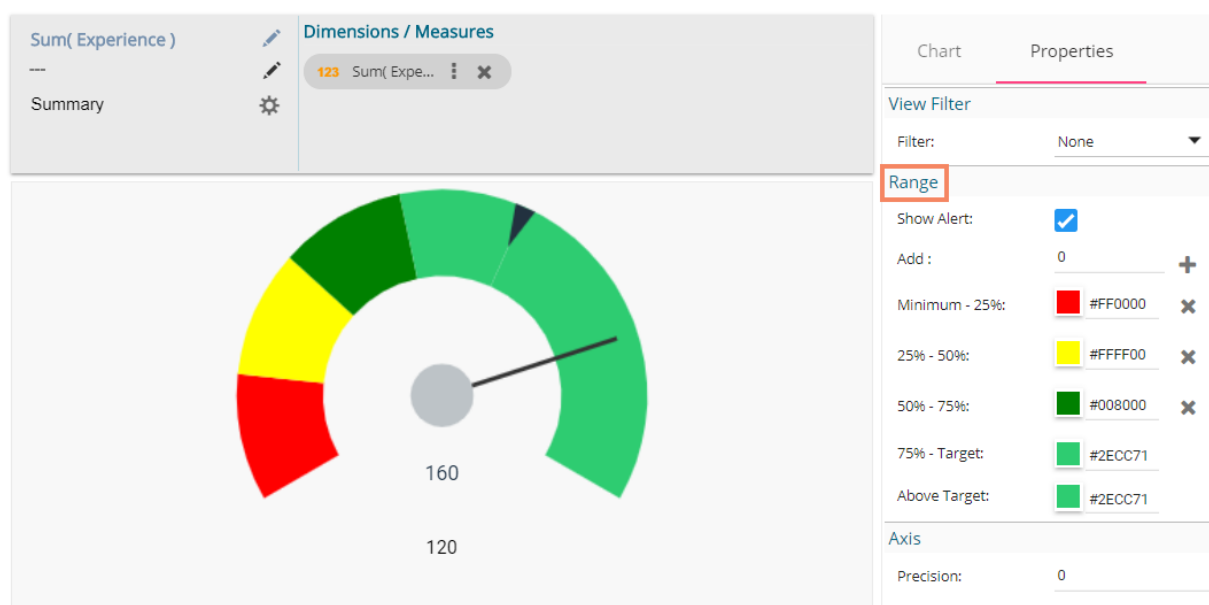 Sum( Experience )
---
Summary
Dimensions / Measures
123 Sum( Expe...
160
120
Chart Properties
View Filter
Filter: None
Range
Show Alert:
Add : 0
Minimum - 25%: #FF0000
25% - 50%: #FFFF00
50% - 75%: #008000
75% - Target: #2ECC71
Above Target: #2ECC71
Axis
Precision: 0